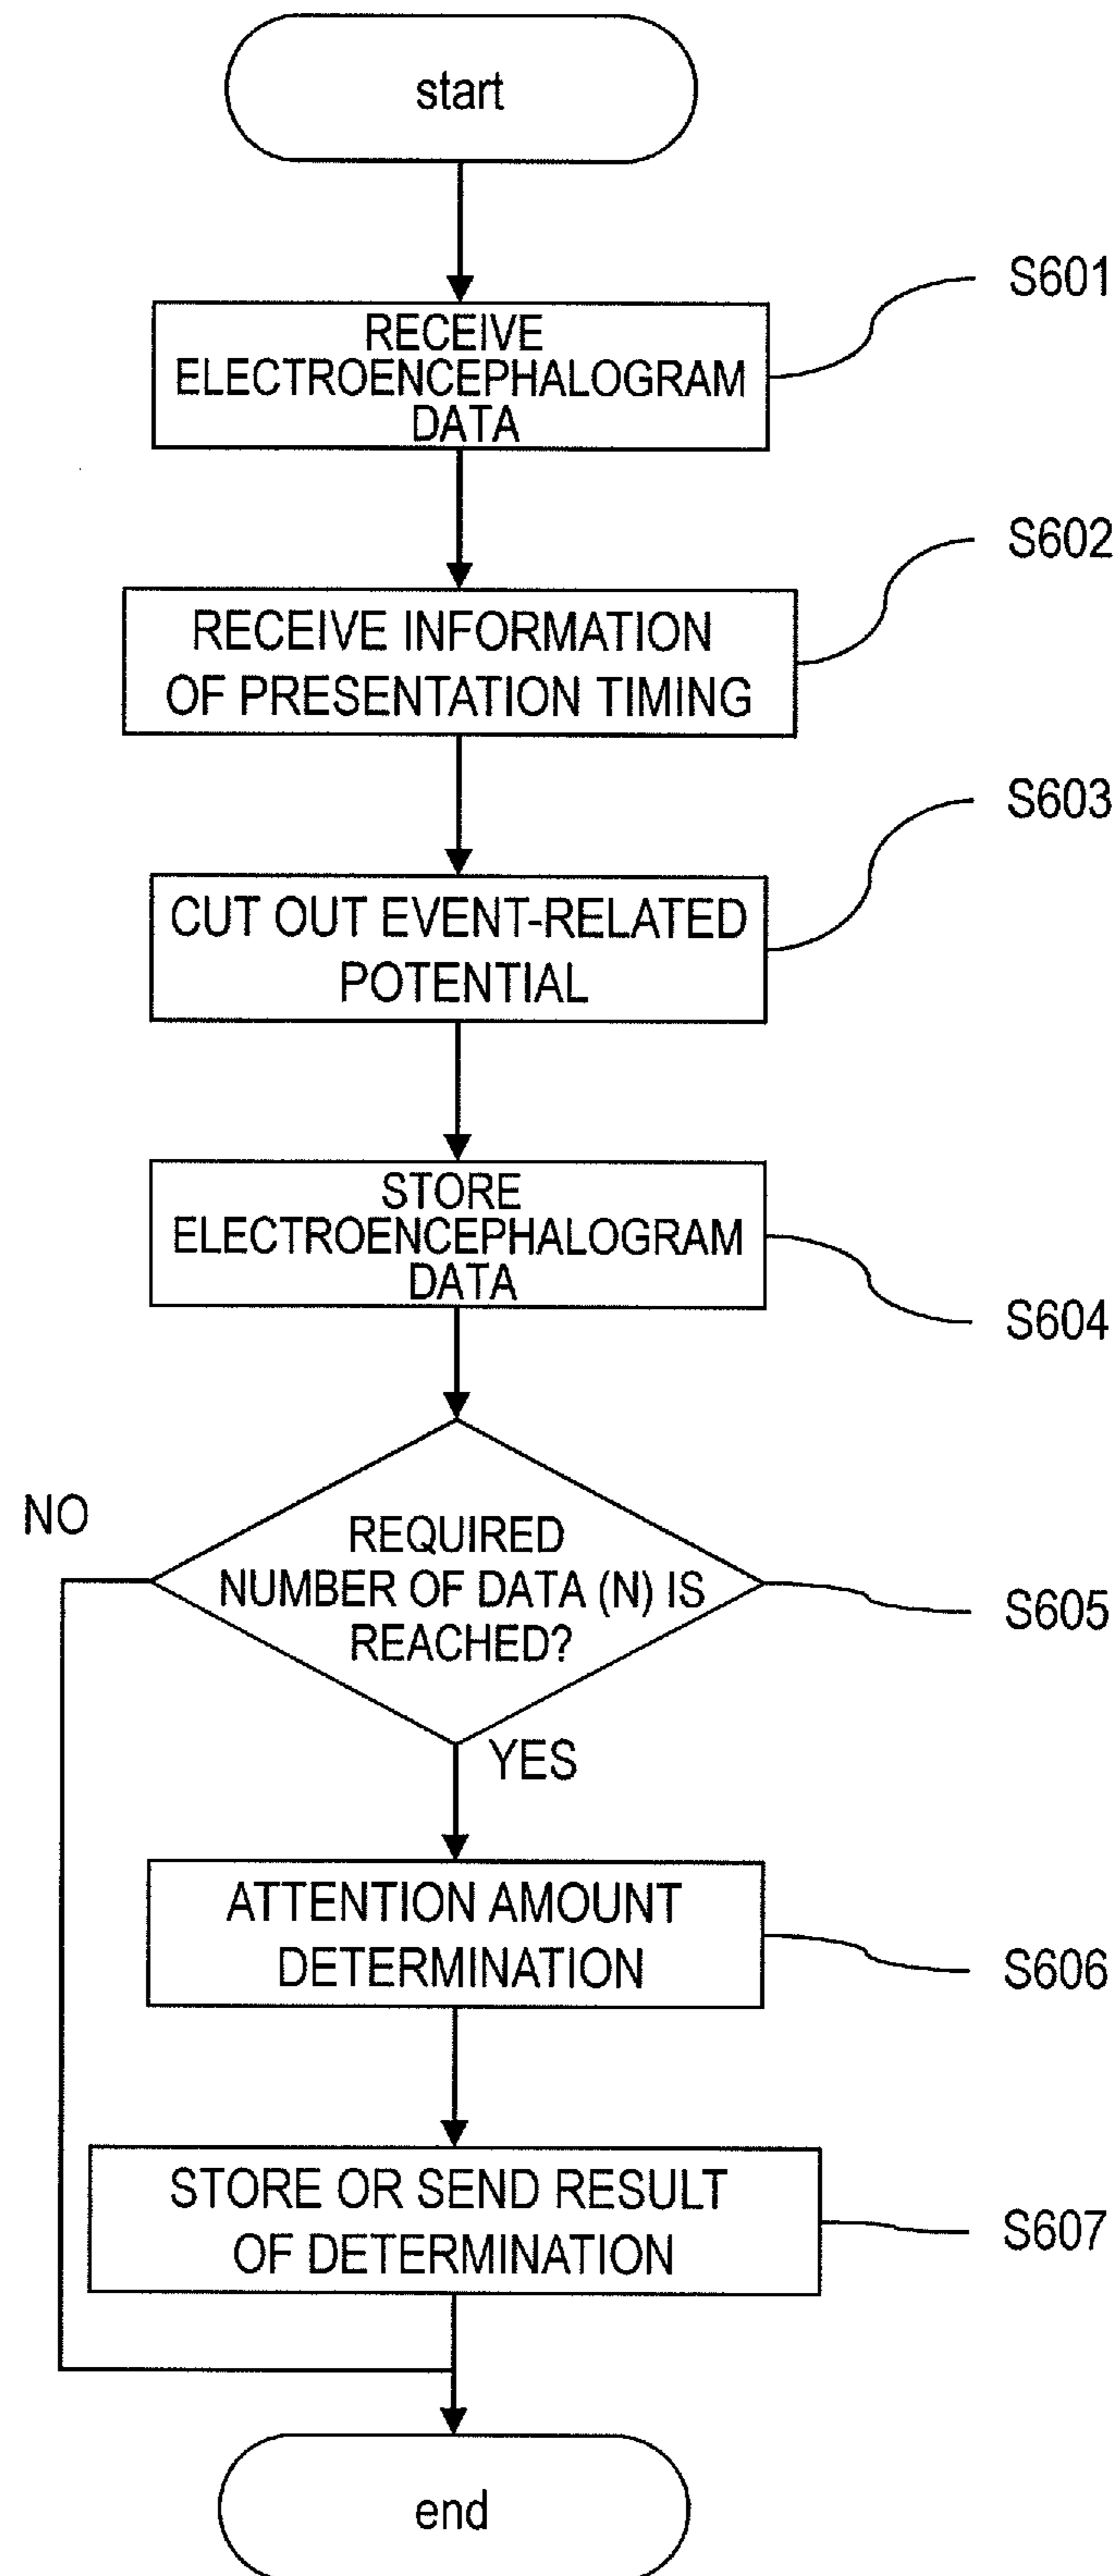 start
S601
RECEIVE
ELECTROENCEPHALOGRAM
DATA
S602
RECEIVE INFORMATION
OF PRESENTATION TIMING
S603
CUT OUT EVENT-RELATED
POTENTIAL
STORE
ELECTROENCEPHALOGRAM
DATA
S604
NO
REQUIRED
NUMBER OF DATA (N) IS
REACHED?
S605
YES
ATTENTION AMOUNT
DETERMINATION
S606
STORE OR SEND RESULT
OF DETERMINATION
S607
end